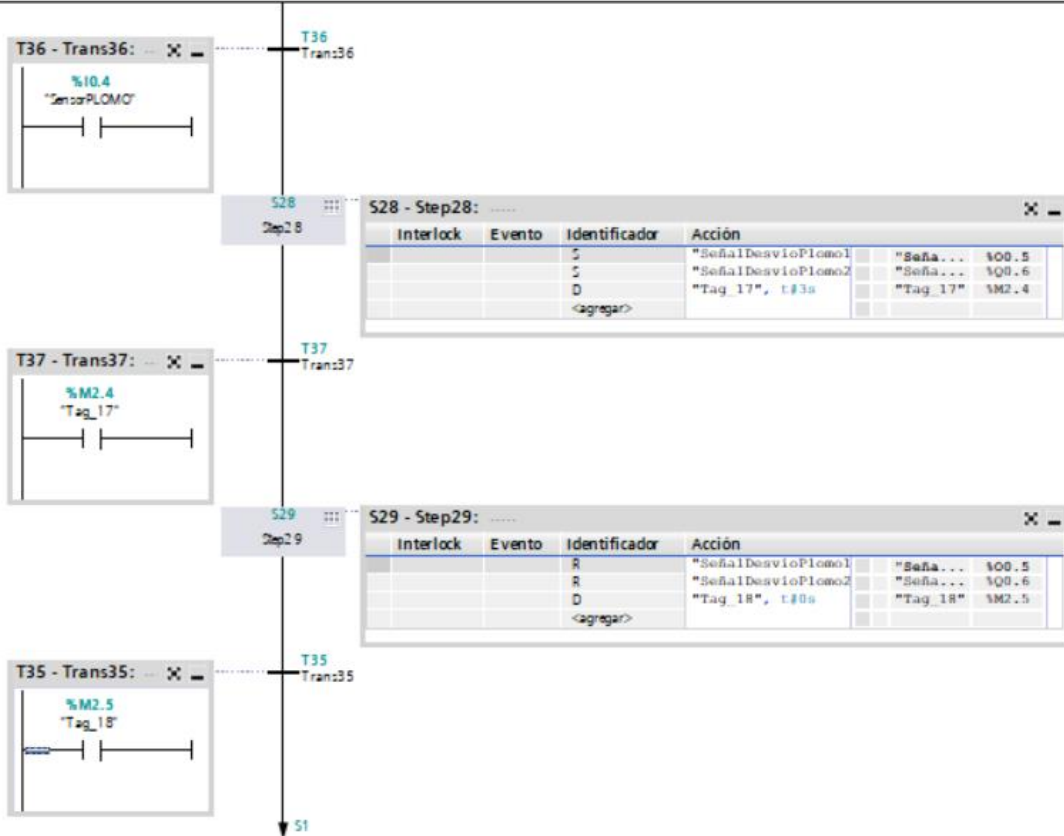 T36
T36 - Trans36:
Trans36
%I0.4
"SensorPLOMO"
S28
Step28
S28 - Step28:
Interlock Evento Identificador Acción
S "SeñalDesvioPlomo1 "Seña... %Q0.5
S "SeñalDesvioPlomo2 "Seña... %Q0.6
D "Tag_17", t#3s "Tag_17" %M2.4
<agregar>
T37
T37 - Trans37:
Trans37
%M2.4
"Tag_17"
S29
Step29
S29 - Step29:
Interlock Evento Identificador Acción
R "SeñalDesvioPlomo1 "Seña... %Q0.5
R "SeñalDesvioPlomo2 "Seña... %Q0.6
D "Tag_18", t#0s "Tag_18" %M2.5
<agregar>
T35
T35 - Trans35:
Trans35
%M2.5
"Tag_18"
S1